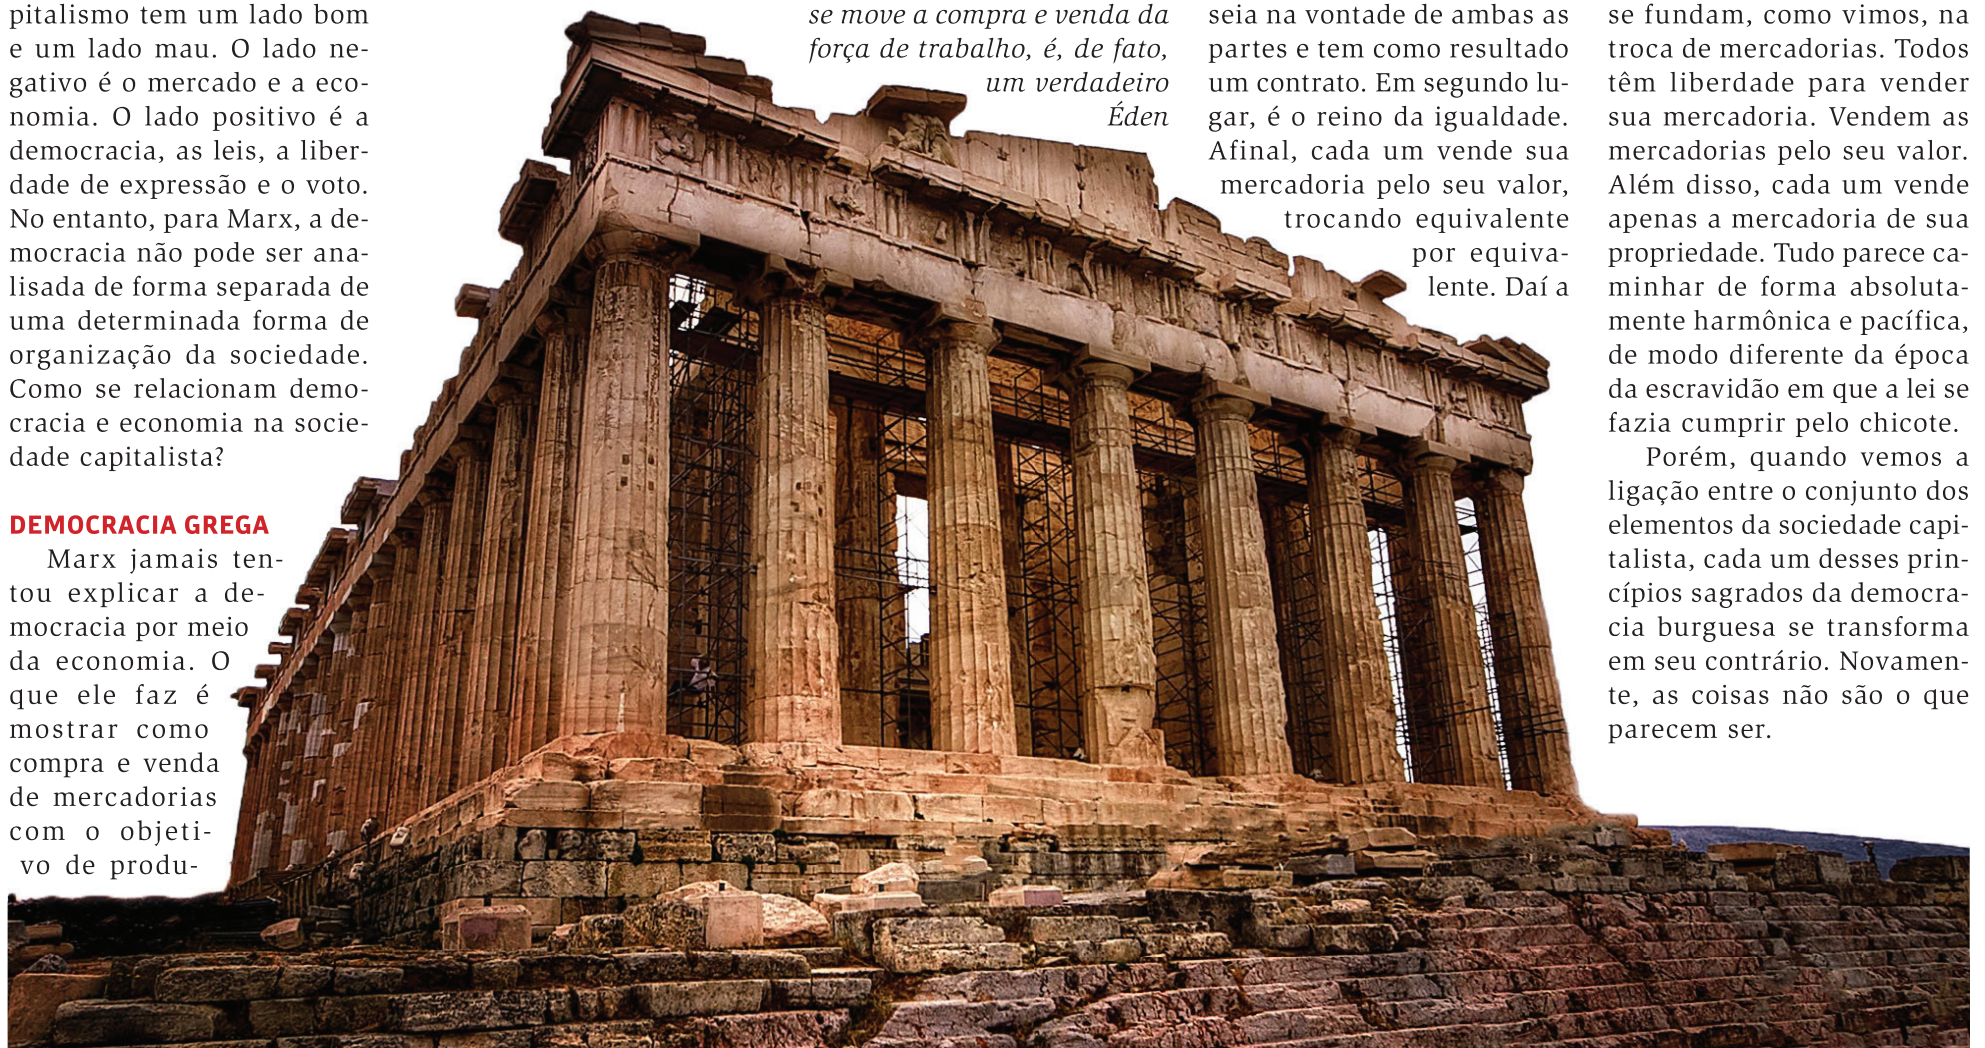 pitalismo tem um lado bom
e um lado mau. O lado ne-
gativo é o mercado e a eco-
nomia. O lado positivo é a
democracia, as leis, a liber-
dade de expressão e o voto.
No entanto, para Marx, a de-
mocracia não pode ser ana-
lisada de forma separada de
uma determinada forma de
organização da sociedade.
Como se relacionam demo-
cracia e economia na socie-
dade capitalista?
DEMOCRACIA GREGA
Marx jamais ten-
tou explicar a de-
mocracia por meio
da economia. O
que ele faz é
mostrar como
compra e venda
de mercadorias
com o objeti-
vo de produ-
se move a compra e venda da
força de trabalho, é, de fato,
um verdadeiro
Éden
seia na vontade de ambas as
partes e tem como resultado
um contrato. Em segundo lu-
gar, é o reino da igualdade.
Afinal, cada um vende sua
mercadoria pelo seu valor,
trocando equivalente
por equiva-
lente. Daí a
se fundam, como vimos, na
troca de mercadorias. Todos
têm liberdade para vender
sua mercadoria. Vendem as
mercadorias pelo seu valor.
Além disso, cada um vende
apenas a mercadoria de sua
propriedade. Tudo parece ca-
minhar de forma absoluta-
mente harmônica e pacífica,
de modo diferente da época
da escravidão em que a lei se
fazia cumprir pelo chicote.
Porém, quando vemos a
ligação entre o conjunto dos
elementos da sociedade capi-
talista, cada um desses prin-
cípios sagrados da democra-
cia burguesa se transforma
em seu contrário. Novamen-
te, as coisas não são o que
parecem ser.